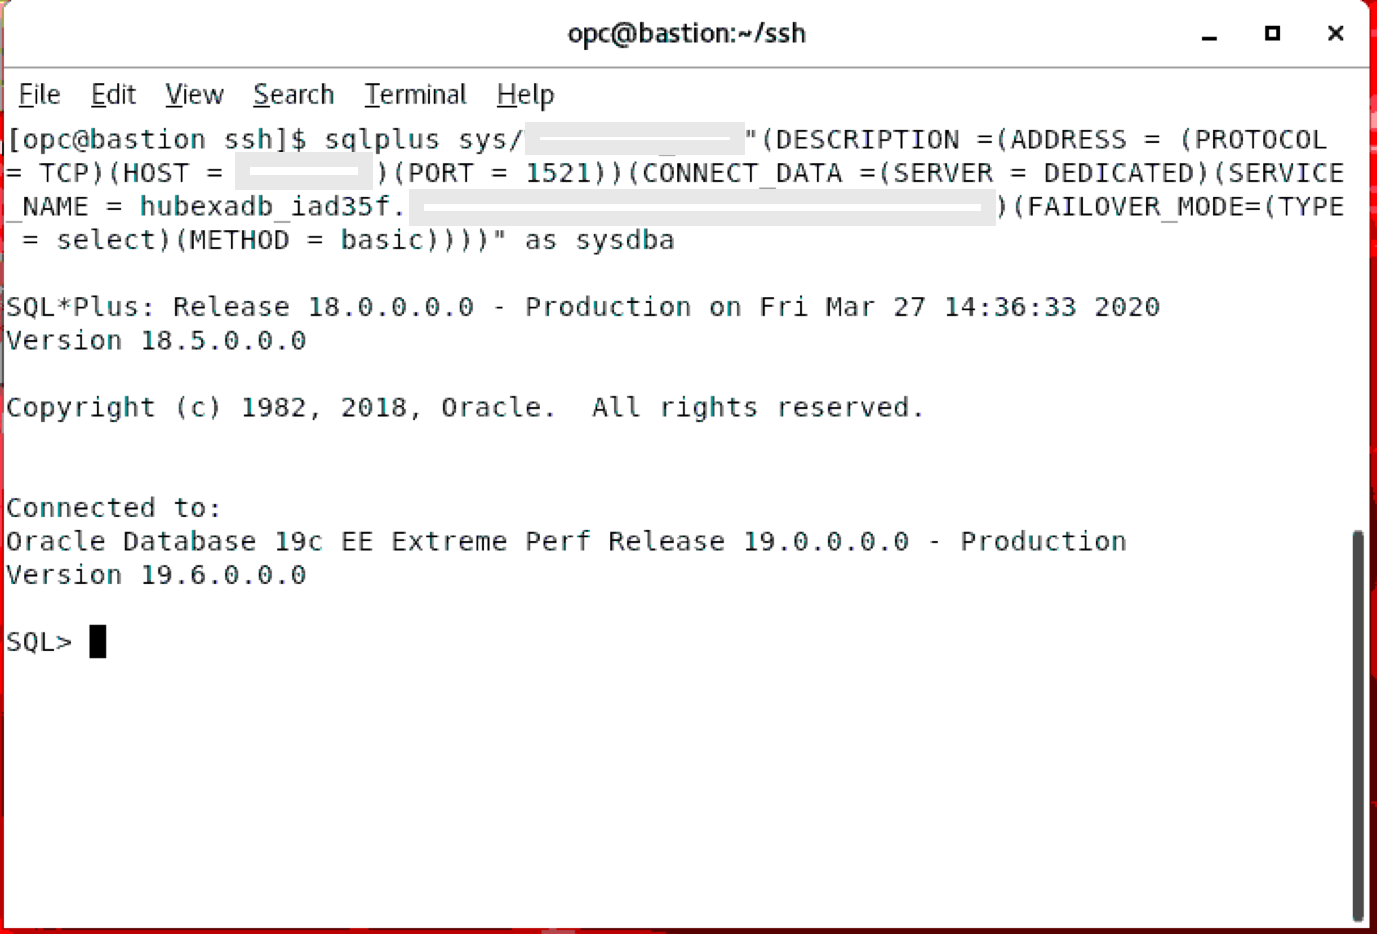 opc@bastion:~/ssh
File Edit View Search Terminal Help
[opc@bastion ssh]$ sqlplus sys/ "(DESCRIPTION =(ADDRESS = (PROTOCOL
= TCP)(HOST = )(PORT = 1521))(CONNECT_DATA =(SERVER = DEDICATED)(SERVICE
_NAME = hubexadb_iad35f. )(FAILOVER_MODE=(TYPE
= select)(METHOD = basic))))" as sysdba
SQL*Plus: Release 18.0.0.0.0 - Production on Fri Mar 27 14:36:33 2020
Version 18.5.0.0.0
Copyright (c) 1982, 2018, Oracle.  All rights reserved.
Connected to:
Oracle Database 19c EE Extreme Perf Release 19.0.0.0.0 - Production
Version 19.6.0.0.0
SQL>